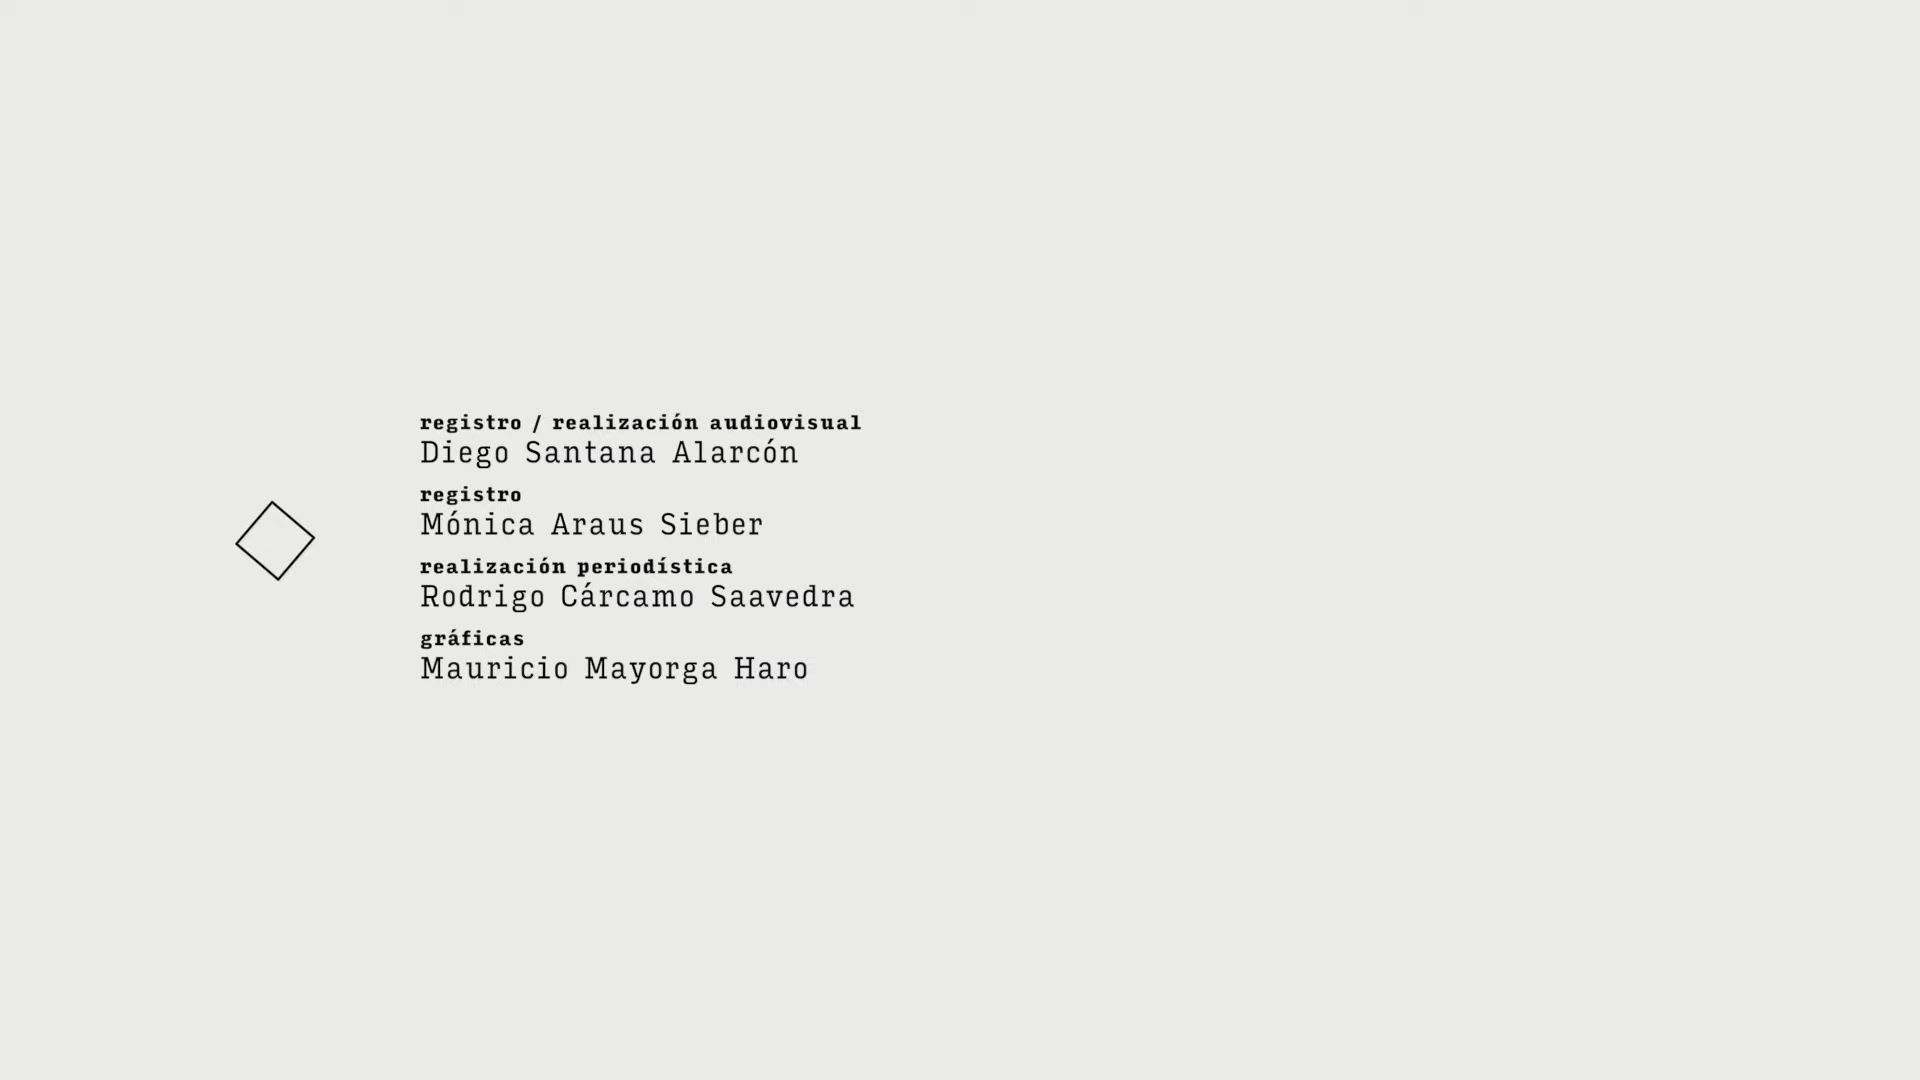 registro / realización audiovisual
Diego Santana Alarcón
registro
Mónica Araus Sieber
realización periodística
Rodrigo Cárcamo Saavedra
gráficas
Mauricio Mayorga Haro